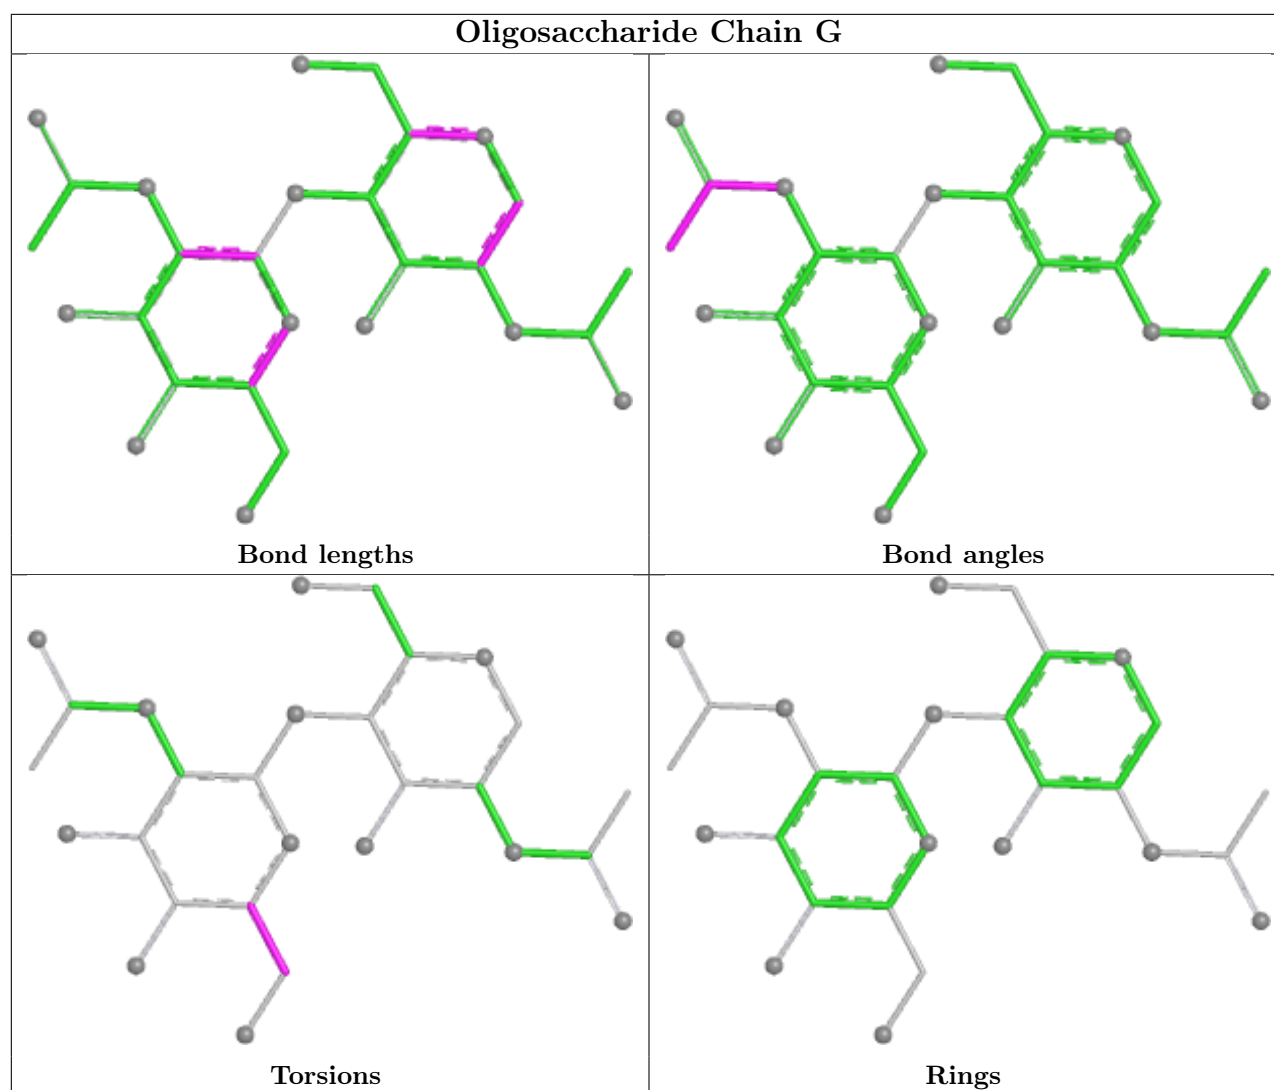 Oligosaccharide Chain G
Bond lengths
Bond angles
Torsions
Rings